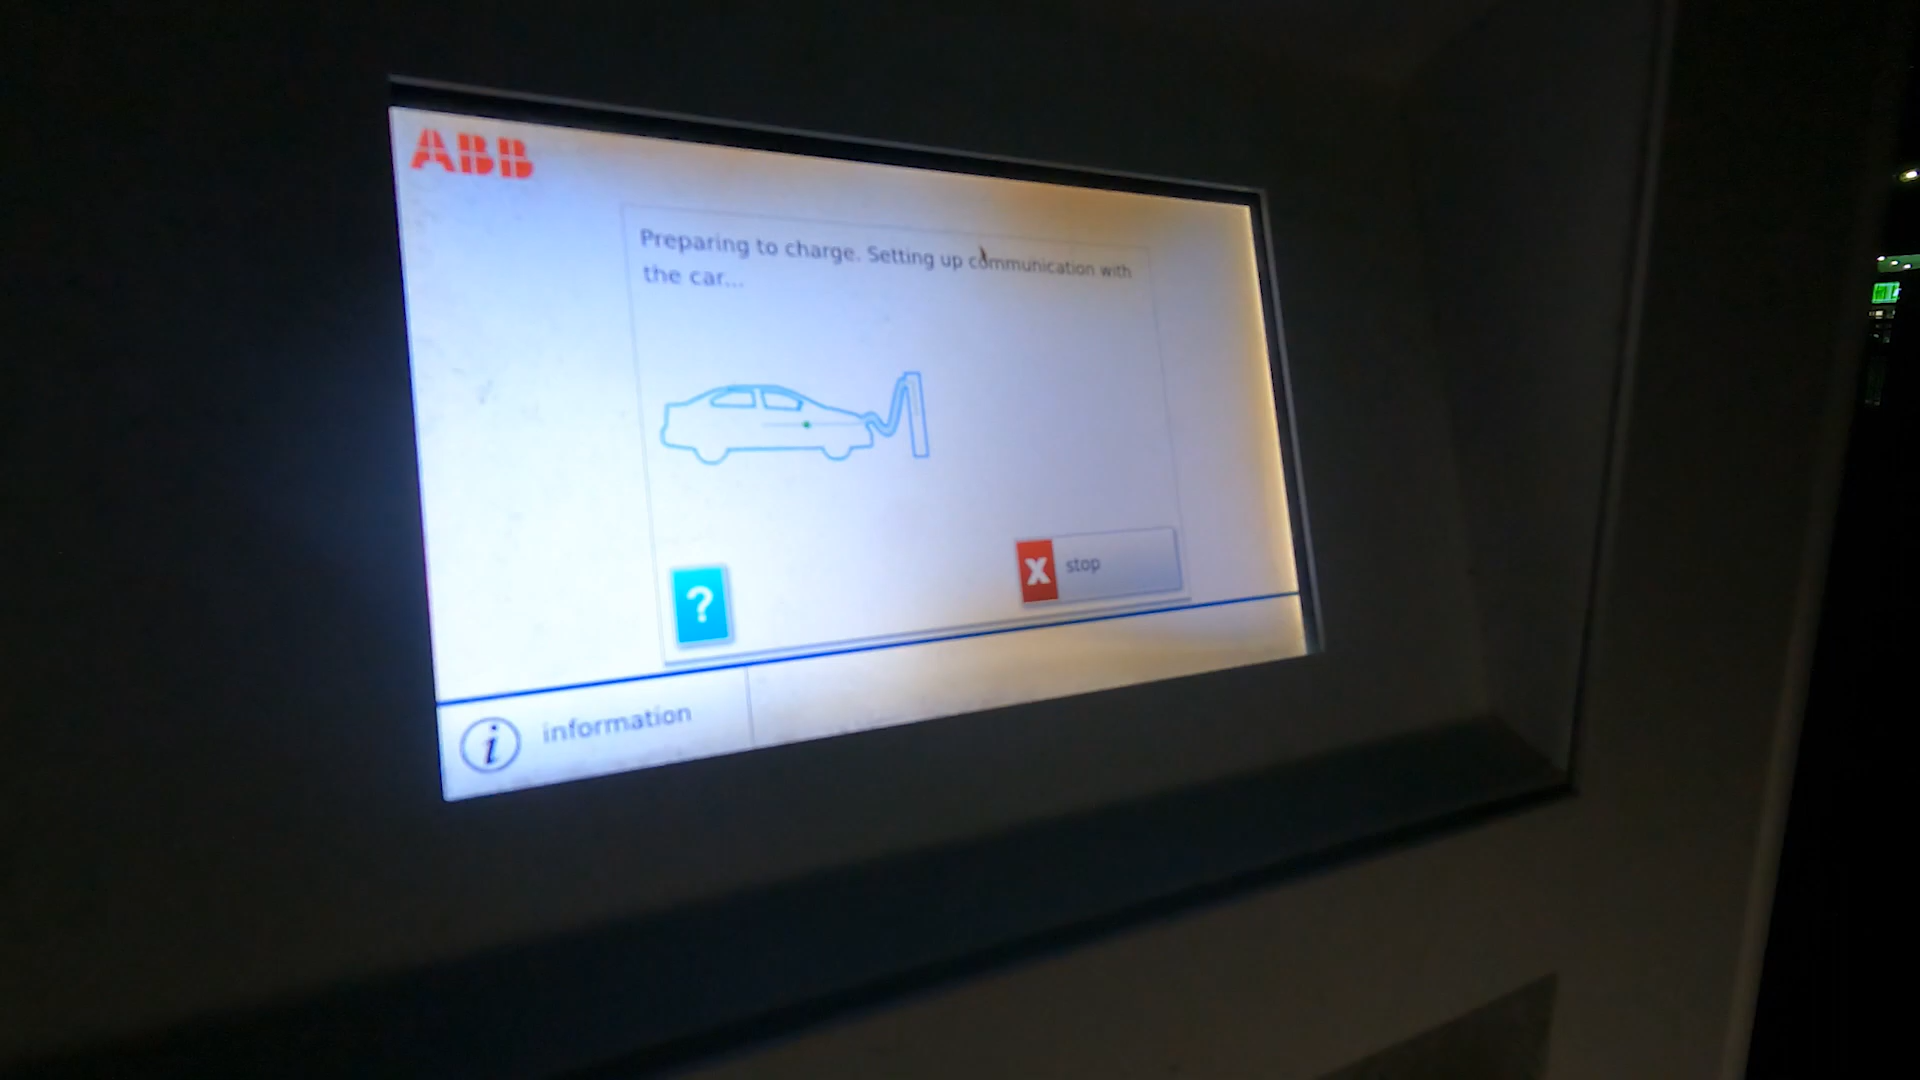 ABB
Preparing to charge. Setting up communication with
the car...
?
X stop
i information